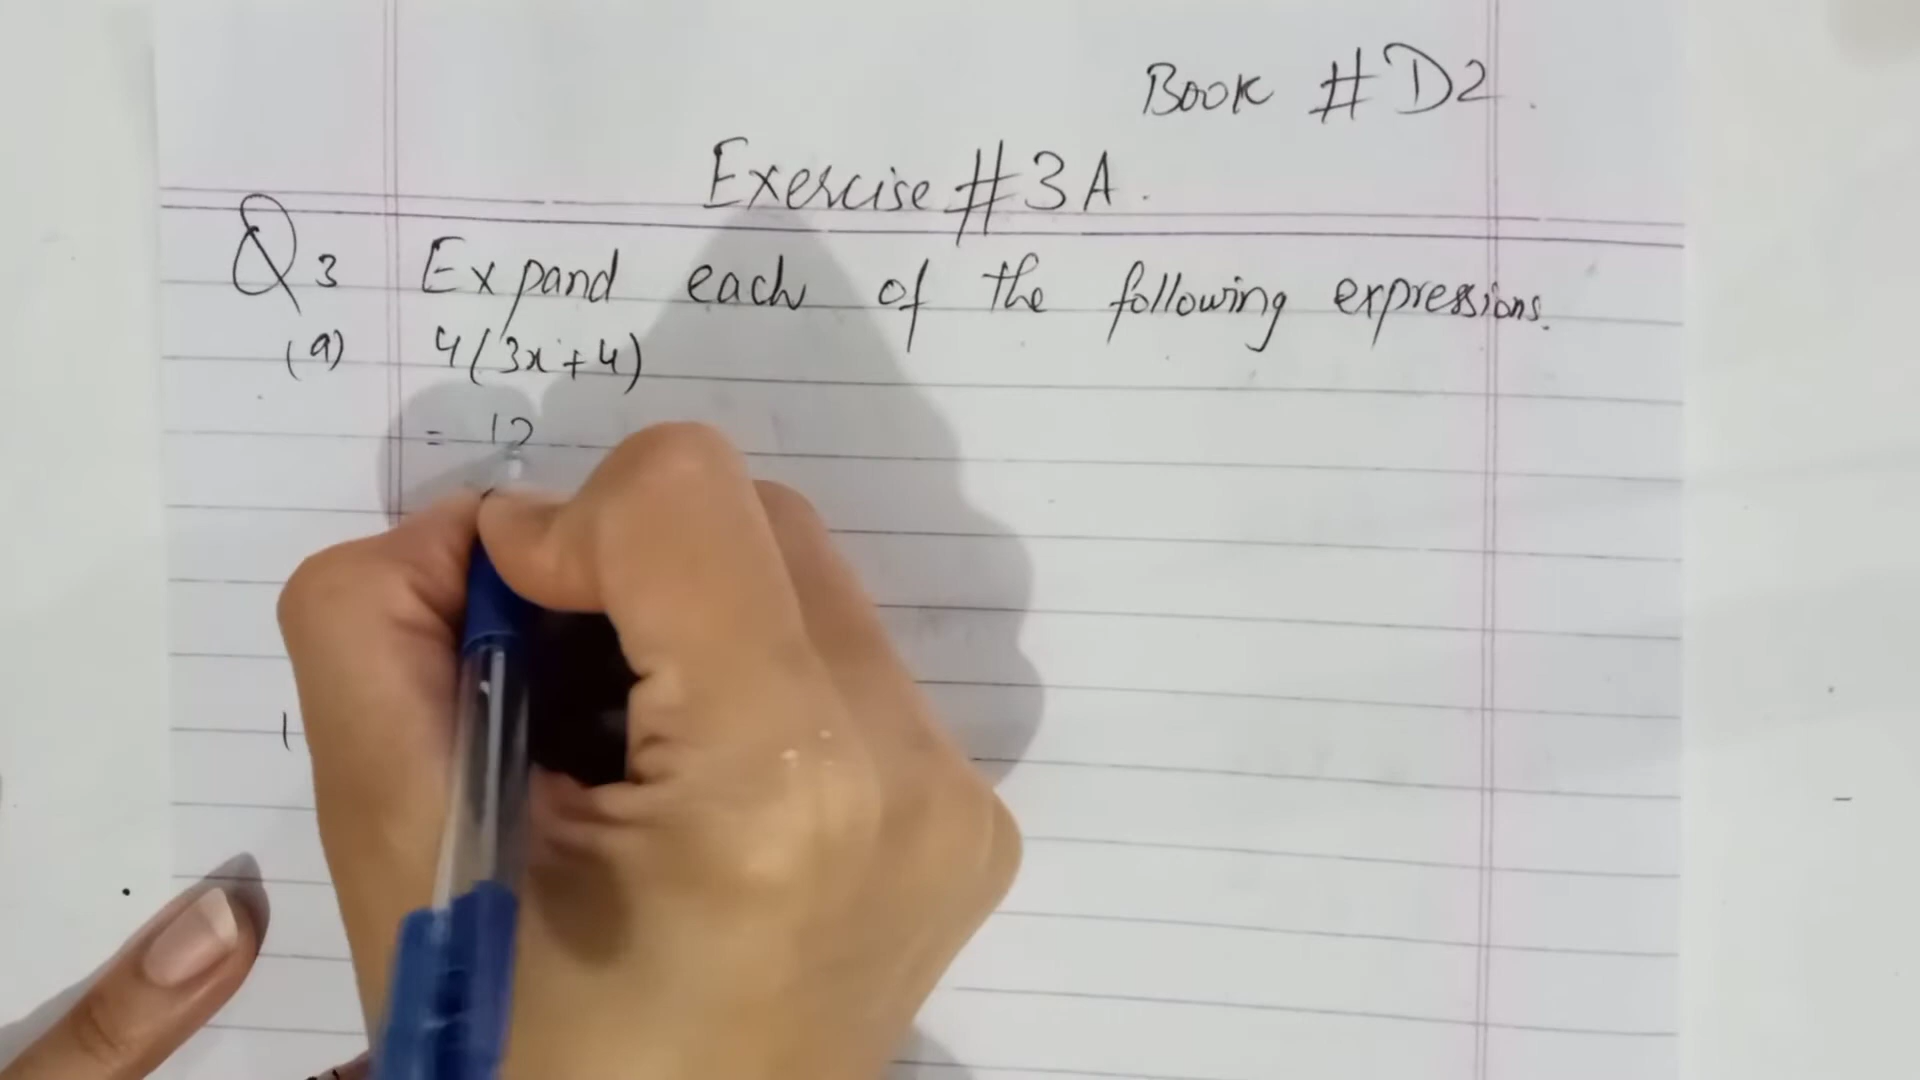 Book #D2.
Exercise #3A.
Q3 Expand each of the following expressions.
(a) 4(3x+4)
= 12
(